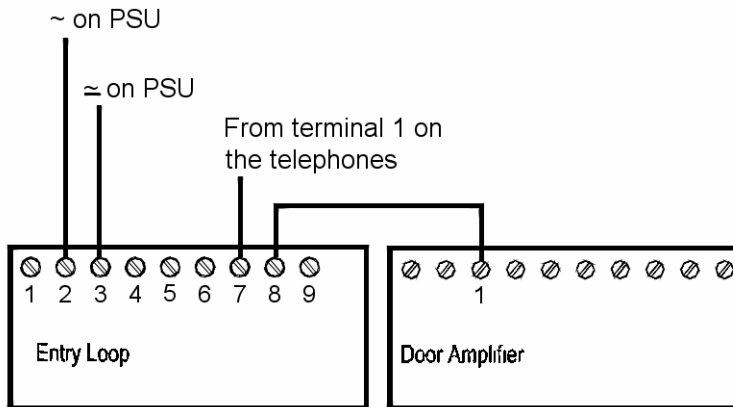 ~ on PSU
≃ on PSU
From terminal 1 on
the telephones
1 2 3 4 5 6 7 8 9
1
Entry Loop
Door Amplifier